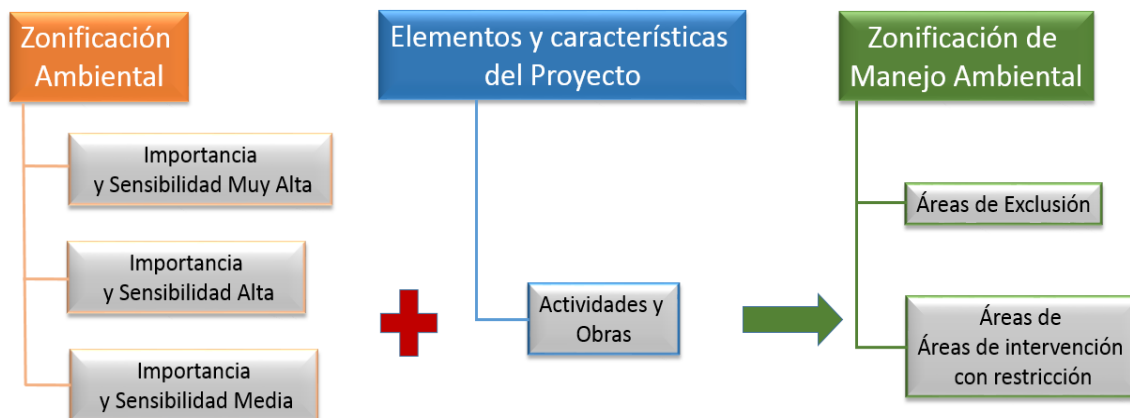 Zonificación
Ambiental
Importancia
y Sensibilidad Muy Alta
Importancia
y Sensibilidad Alta
Importancia
y Sensibilidad Media
Elementos y características
del Proyecto
Actividades y
Obras
Zonificación de
Manejo Ambiental
Áreas de Exclusión
Áreas de
Áreas de intervención
con restricción